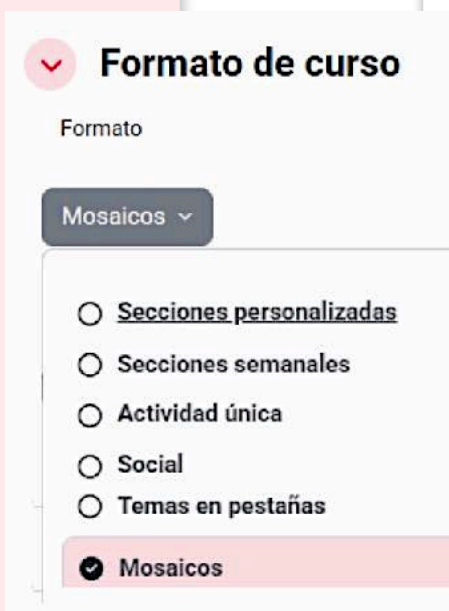 Formato de curso
Formato
Mosaicos
Secciones personalizadas
Secciones semanales
Actividad única
Social
Temas en pestañas
Mosaicos